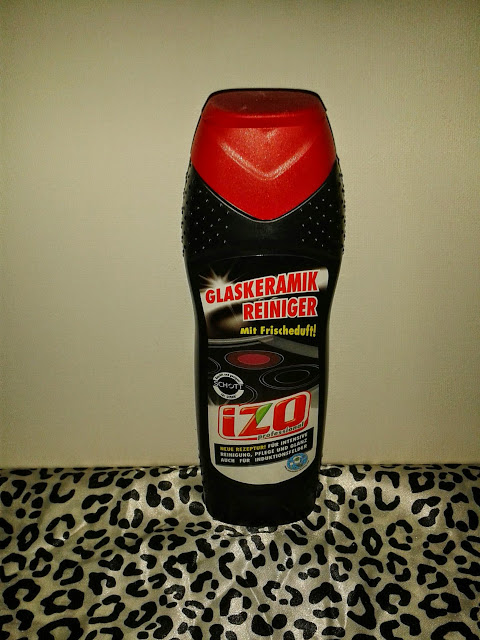 GLASKERAMIK
REINIGER
Mit Frischeduft!
SCHOTT
izo
professional
NEUE REZEPTUR! FÜR INTENSIVE
REINIGUNG, PFLEGE UND GLANZ
AUCH FÜR INDUKTIONSFELDER